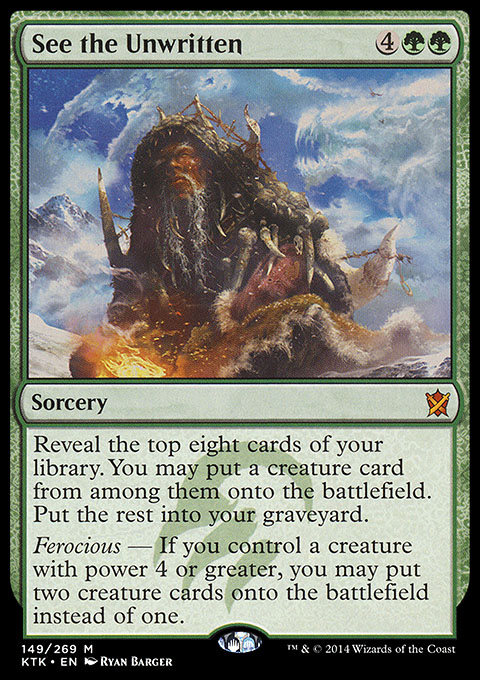 See the Unwritten 4
Sorcery
Reveal the top eight cards of your
library. You may put a creature card
from among them onto the battlefield.
Put the rest into your graveyard.
Ferocious — If you control a creature
with power 4 or greater, you may put
two creature cards onto the battlefield
instead of one.
149/269 M
KTK • EN Ryan Barger
™ & © 2014 Wizards of the Coast